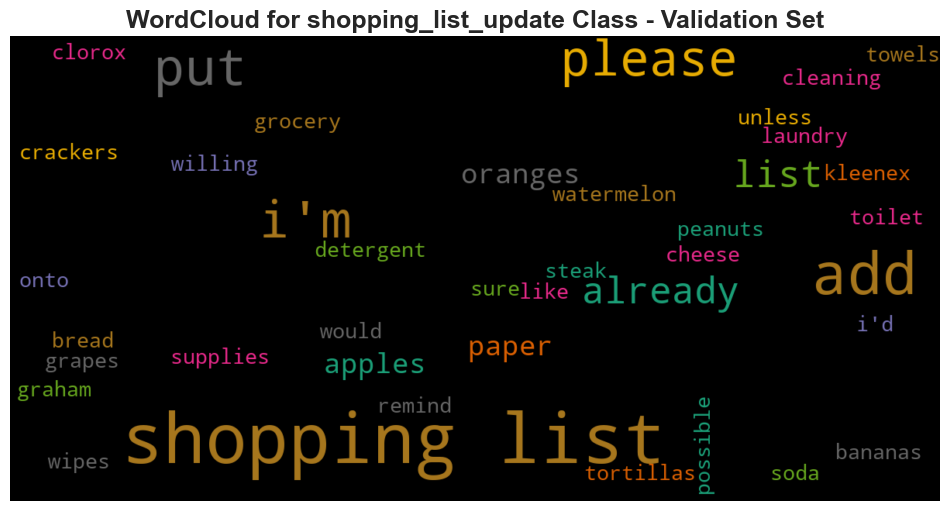 WordCloud for shopping_list_update Class - Validation Set
clorox
put
please
towels
cleaning
grocery
unless
laundry
crackers
willing
oranges
list
kleenex
watermelon
i'm
toilet
peanuts
detergent
cheese
steak
add
onto
sure
like
already
i'd
would
bread
paper
grapes
supplies
apples
graham
remind
shopping list
possible
wipes
bananas
tortillas
soda